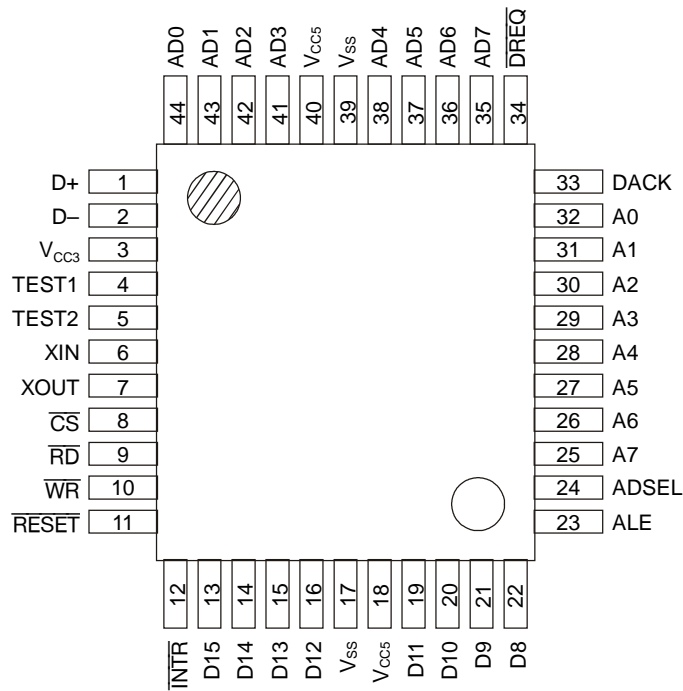 AD0 AD1 AD2 AD3 VCC5 VSS AD4 AD5 AD6 AD7 DREQ
44 43 42 41 40 39 38 37 36 35 34
D+ 1 33 DACK
D– 2 32 A0
VCC3 3 31 A1
TEST1 4 30 A2
TEST2 5 29 A3
XIN 6 28 A4
XOUT 7 27 A5
CS 8 26 A6
RD 9 25 A7
WR 10 24 ADSEL
RESET 11 23 ALE
12 13 14 15 16 17 18 19 20 21 22
INTR D15 D14 D13 D12 VSS VCC5 D11 D10 D9 D8